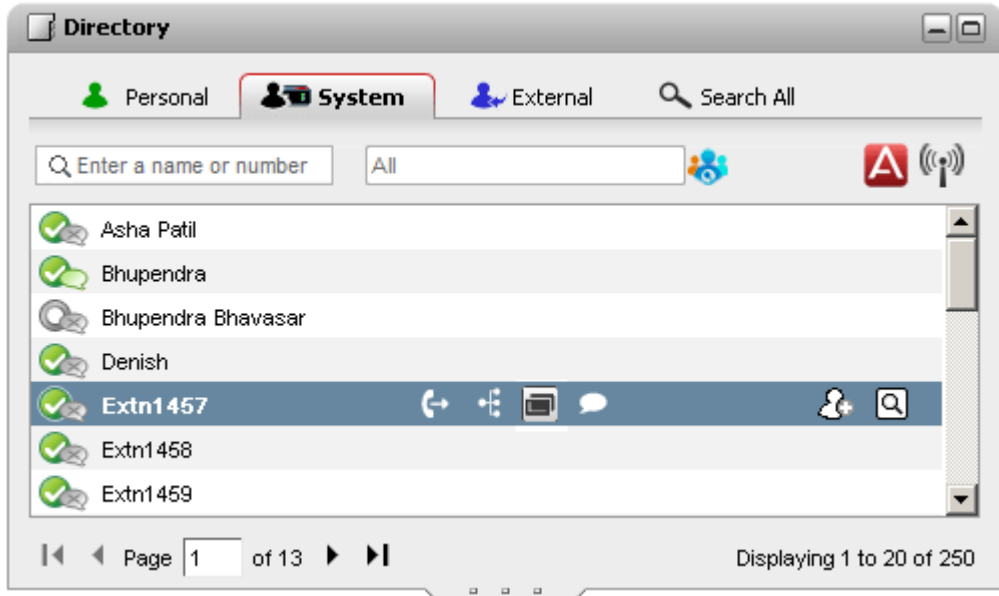 Directory
Personal System External Search All
Enter a name or number All A
Asha Patil
Bhupendra
Bhupendra Bhavasar
Denish
Extn1457
Extn1458
Extn1459
Page 1 of 13 Displaying 1 to 20 of 250